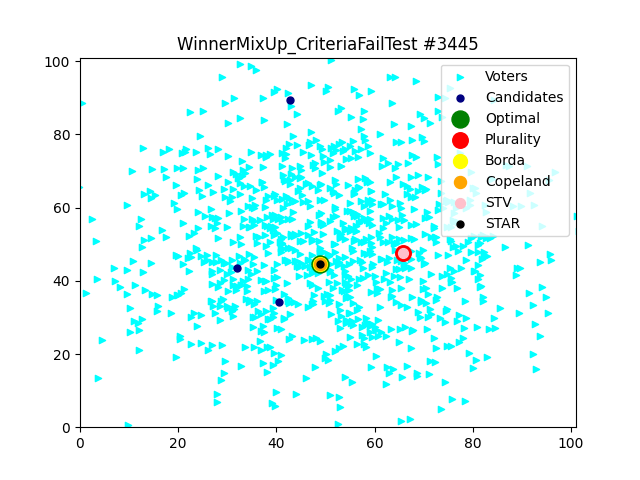 WinnerMixUp_CriteriaFailTest #3445
100
80
60
40
20
0
0
20
40
60
80
100
Voters
Candidates
Optimal
Plurality
Borda
Copeland
STV
STAR